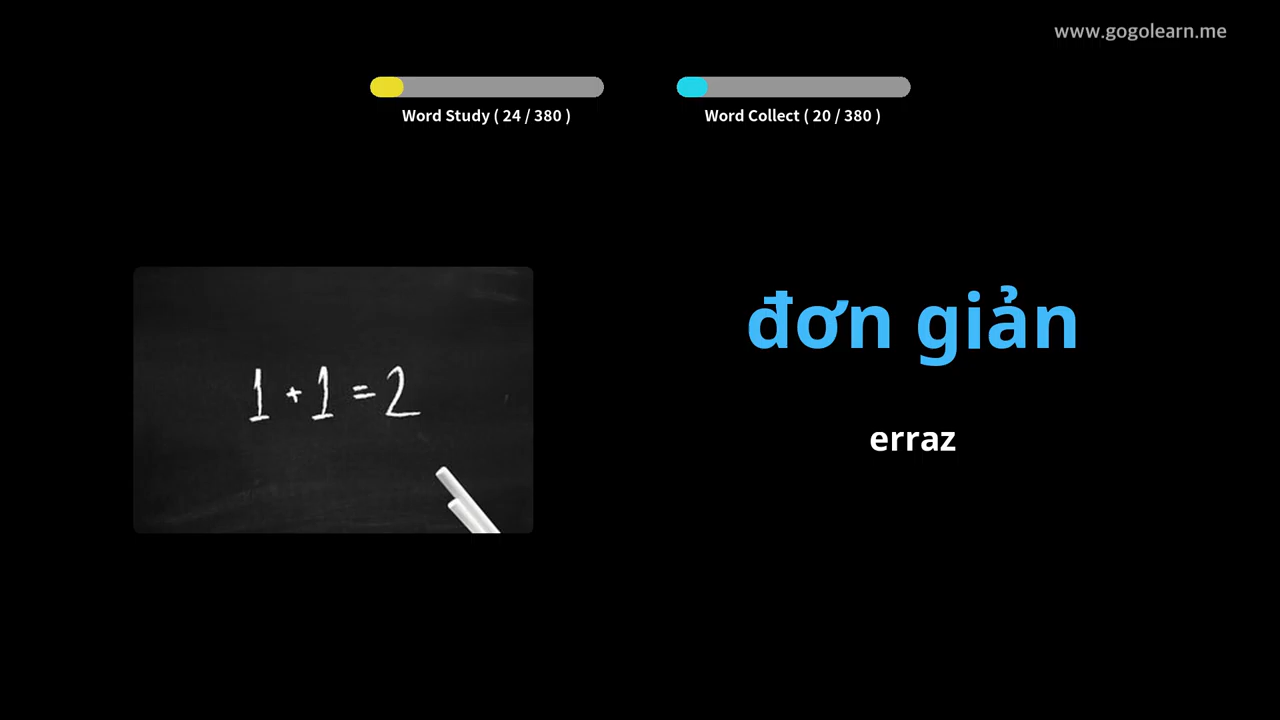 www.gogolearn.me
Word Study ( 24 / 380 )
Word Collect ( 20 / 380 )
1 + 1 = 2
đơn giản
erraz